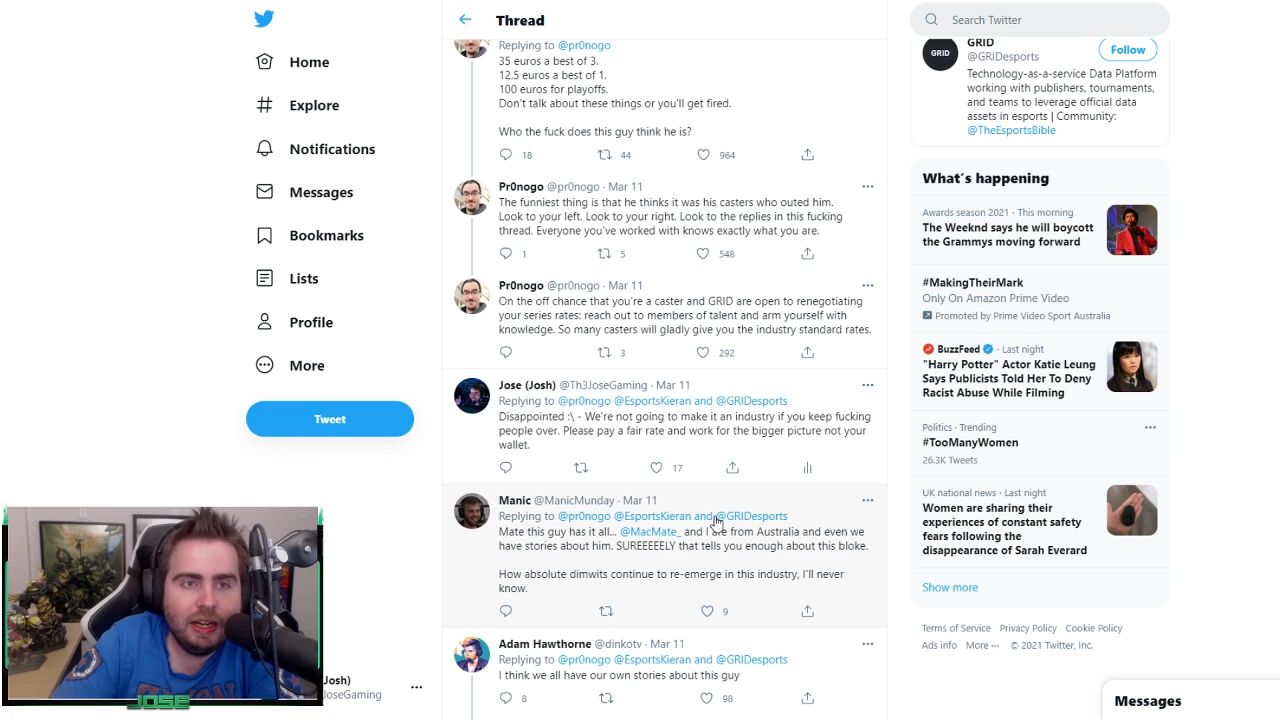 Home
Explore
Notifications
Messages
Bookmarks
Lists
Profile
More
Tweet
Josh)
JoseGaming
JOSE
Thread
Replying to @pr0nogo
35 euros a best of 3.
12.5 euros a best of 1.
100 euros for playoffs.
Don't talk about these things or you'll get fired.
Who the fuck does this guy think he is?
18 44 964
Pr0nogo @pr0nogo · Mar 11
The funniest thing is that he thinks it was his casters who outed him.
Look to your left. Look to your right. Look to the replies in this fucking
thread. Everyone you've worked with knows exactly what you are.
1 5 548
Pr0nogo @pr0nogo · Mar 11
On the off chance that you're a caster and GRID are open to renegotiating
your series rates: reach out to members of talent and arm yourself with
knowledge. So many casters will gladly give you the industry standard rates.
3 292
Jose (Josh) @Th3JoseGaming · Mar 11
Replying to @pr0nogo @EsportsKieran and @GRIDesports
Disappointed :\ - We're not going to make it an industry if you keep fucking
people over. Please pay a fair rate and work for the bigger picture not your
wallet.
17
Manic @ManicMunday · Mar 11
Replying to @pr0nogo @EsportsKieran and @GRIDesports
Mate this guy has it all... @MacMate_ and I are from Australia and even we
have stories about him. SUREEEEELY that tells you enough about this bloke.
How absolute dimwits continue to re-emerge in this industry, I'll never
know.
9
Adam Hawthorne @dinkotv · Mar 11
Replying to @pr0nogo @EsportsKieran and @GRIDesports
I think we all have our own stories about this guy
8 98
Search Twitter
GRID
GRID
@GRIDesports
Follow
Technology-as-a-service Data Platform
working with publishers, tournaments,
and teams to leverage official data
assets in esports | Community:
@TheEsportsBible
What's happening
Awards season 2021 · This morning
The Weeknd says he will boycott
the Grammys moving forward
#MakingTheirMark
Only On Amazon Prime Video
Promoted by Prime Video Sport Australia
BuzzFeed · Last night
"Harry Potter" Actor Katie Leung
Says Publicists Told Her To Deny
Racist Abuse While Filming
Politics · Trending
#TooManyWomen
26.3K Tweets
UK national news · Last night
Women are sharing their
experiences of constant safety
fears following the
disappearance of Sarah Everard
Show more
Terms of Service Privacy Policy Cookie Policy
Ads info More ··· © 2021 Twitter, Inc.
Messages